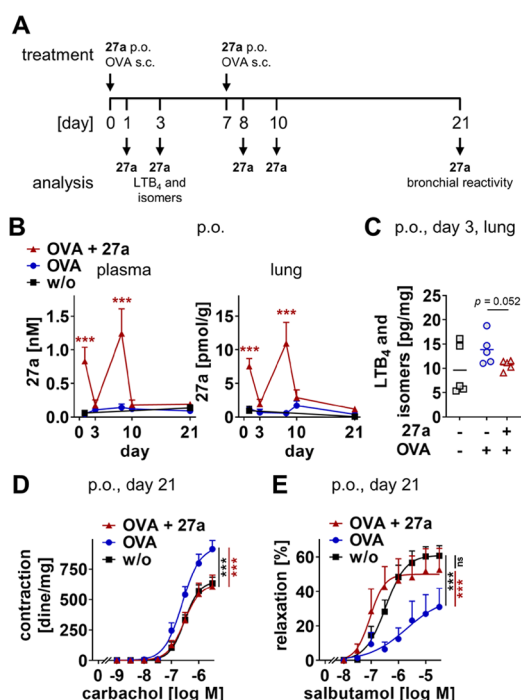 A
27a p.o. 27a p.o.
treatment OVA s.c. OVA s.c.
[day] 0 1 3 7 8 10 21
27a 27a 27a 27a 27a
analysis LTB4 and bronchial reactivity
isomers
B p.o.
OVA + 27a
OVA
w/o
plasma lung
*** ***
*** ***
27a [nM]
2.0
1.5
1.0
0.5
0.0
0 3 10 21
day
27a [pmol/g]
20
15
10
5
0
0 3 10 21
day
C p.o., day 3, lung
p = 0.052
LTB4 and
isomers [pg/mg]
25
20
15
10
5
0
27a - - +
OVA - + +
D p.o., day 21
OVA + 27a
OVA
w/o
*** ***
contraction
[dine/mg]
750
500
250
0
-9 -8 -7 -6
carbachol [log M]
E p.o., day 21
OVA + 27a
OVA
w/o
*** *** ns
relaxation [%]
60
40
20
0
-8 -7 -6 -5
salbutamol [log M]